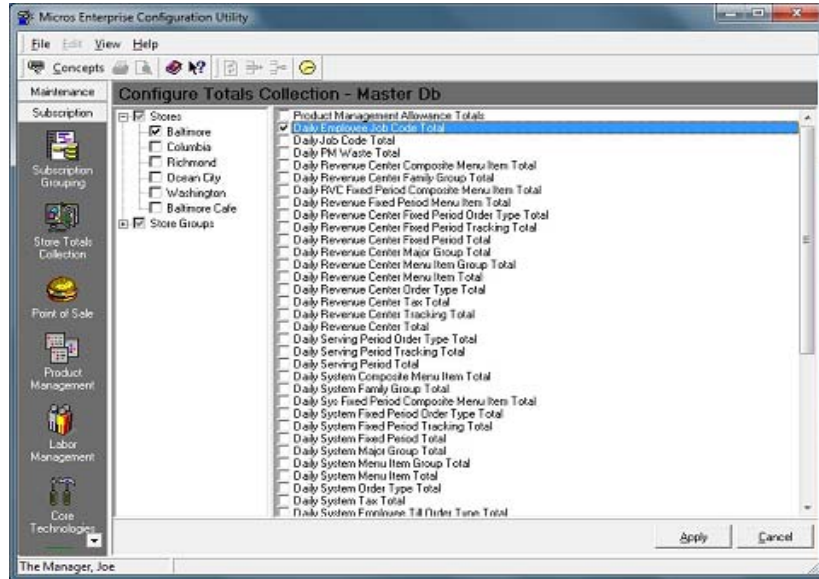 Micros Enterprise Configuration Utility
File Edit View Help
Concepts
Maintenance
Subscription
Subscription Grouping
Store Totals Collection
Point of Sale
Product Management
Labor Management
Core Technologies
Configure Totals Collection - Master Db
Stores
Baltimore
Columbia
Richmond
Ocean City
Washington
Baltimore Cafe
Store Groups
Product Management Allowance Totals
Daily Employee Job Code Total
Daily Job Code Total
Daily PM Waste Total
Daily Revenue Center Composite Menu Item Total
Daily Revenue Center Family Group Total
Daily RVC Fixed Period Composite Menu Item Total
Daily Revenue Fixed Period Menu Item Total
Daily Revenue Center Fixed Period Order Type Total
Daily Revenue Center Fixed Period Tracking Total
Daily Revenue Center Fixed Period Total
Daily Revenue Center Major Group Total
Daily Revenue Center Menu Item Group Total
Daily Revenue Center Menu Item Total
Daily Revenue Center Order Type Total
Daily Revenue Center Tax Total
Daily Revenue Center Tracking Total
Daily Revenue Center Total
Daily Serving Period Order Type Total
Daily Serving Period Tracking Total
Daily Serving Period Total
Daily System Composite Menu Item Total
Daily System Family Group Total
Daily Sys Fixed Period Composite Menu Item Total
Daily System Fixed Period Order Type Total
Daily System Fixed Period Tracking Total
Daily System Fixed Period Total
Daily System Major Group Total
Daily System Menu Item Group Total
Daily System Menu Item Total
Daily System Order Type Total
Daily System Tax Total
Daily System Employee Till Order Type Total
Apply
Cancel
The Manager, Joe